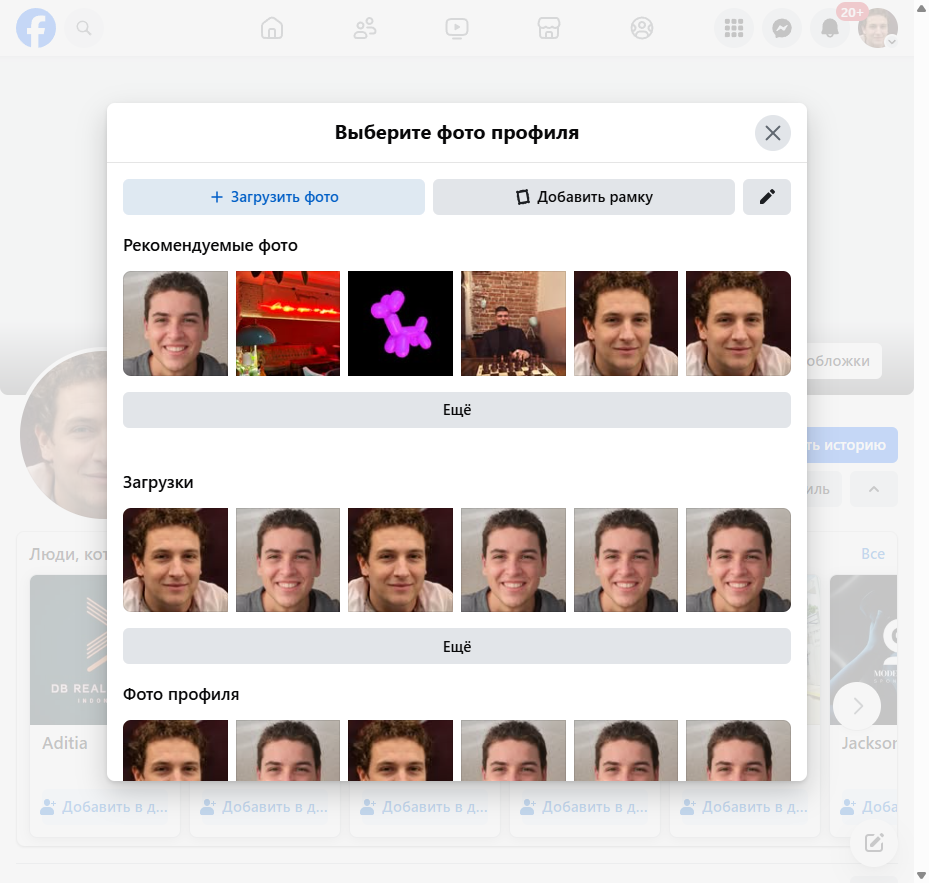 20+
Выберите фото профиля
Загрузить фото
Добавить рамку
Рекомендуемые фото
обложки
Ещё
ть историю
Загрузки
иль
Люди, кот
Все
DB REAL
Ещё
Фото профиля
Aditia
Jackson
Добавить в д...
Добавить в д...
Добавить в д...
Добавить в д...
Добавить в д...
Доба